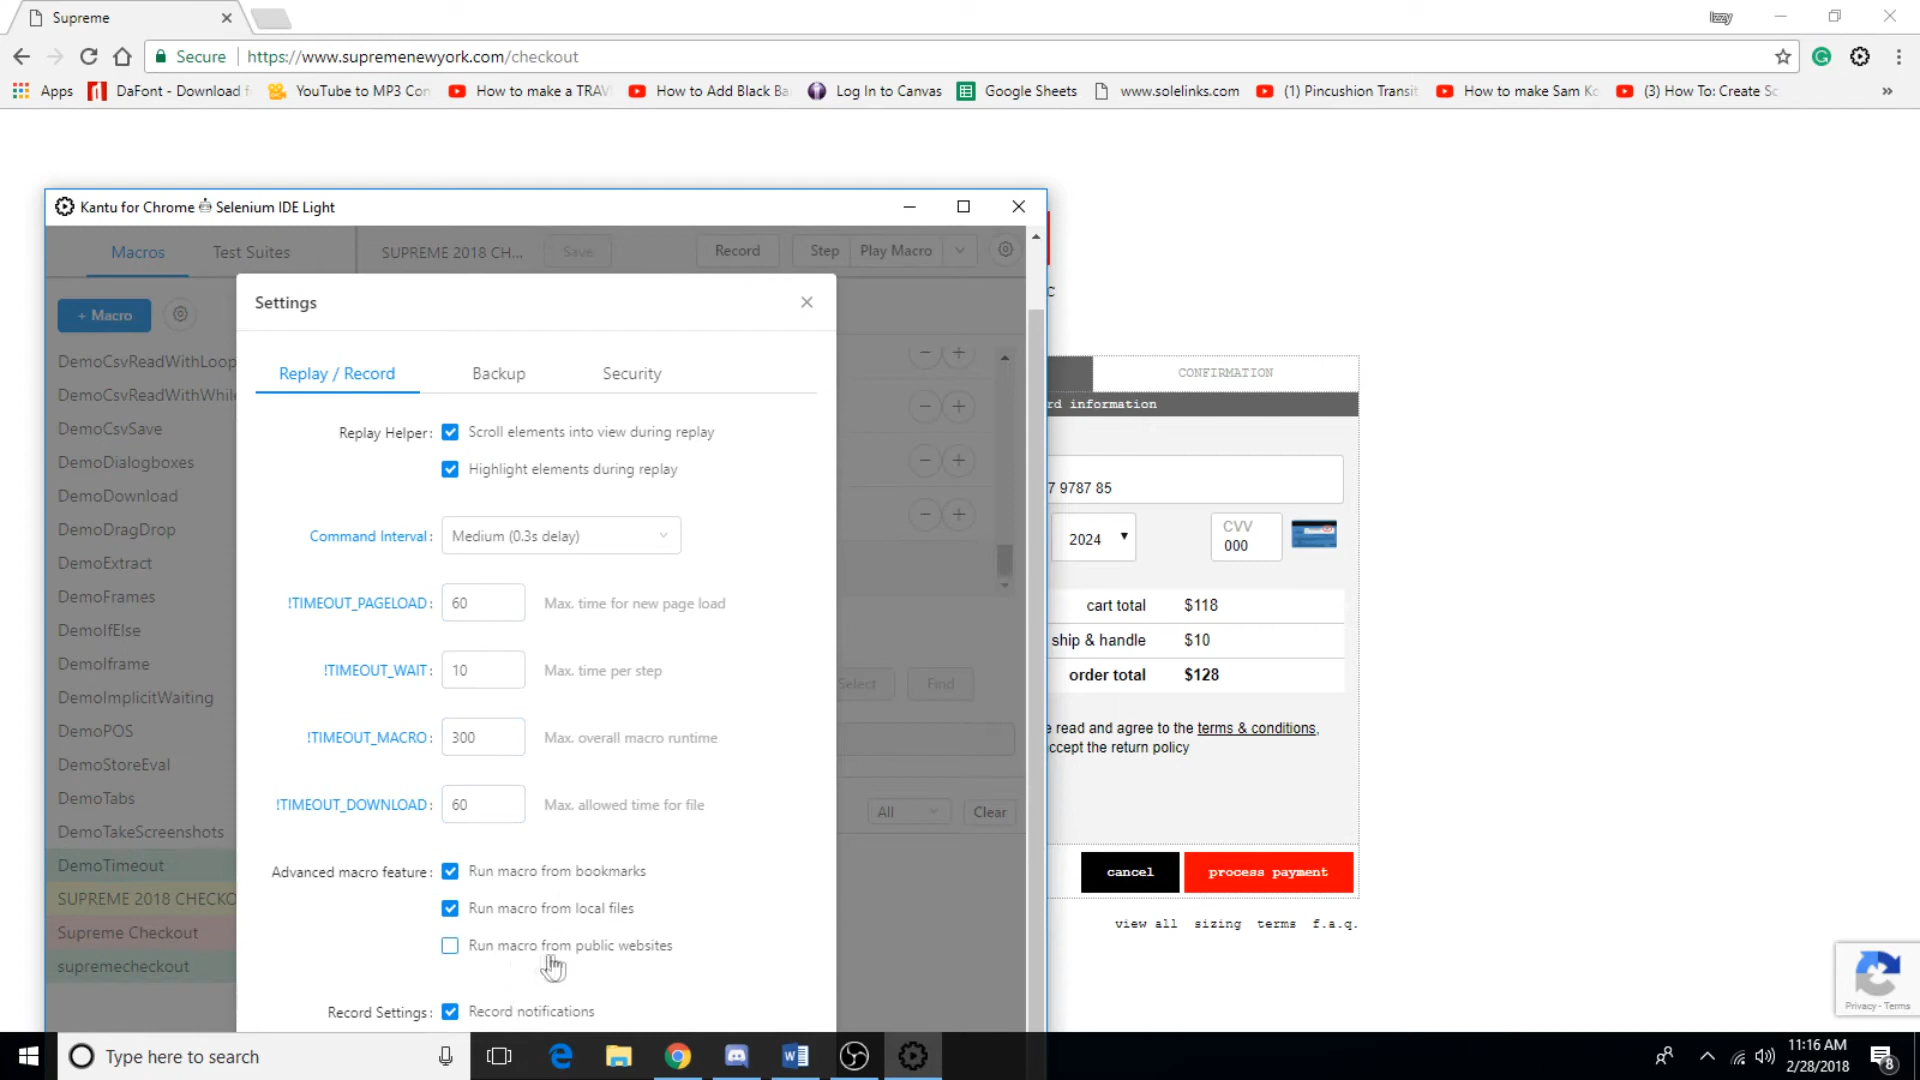 Supreme
Izzy
Secure
https://www.supremenewyork.com/checkout
Apps
DaFont - Download f
YouTube to MP3 Con
How to make a TRAV
How to Add Black Ba
Log In to Canvas
Google Sheets
www.solelinks.com
(1) Pincushion Transit
How to make Sam Ko
(3) How To: Create Sc
»
Kantu for Chrome Selenium IDE Light
Macros
Test Suites
SUPREME 2018 CH...
Save
Record
Step
Play Macro
+ Macro
DemoCsvReadWithLoop
DemoCsvReadWithWhile
DemoCsvSave
DemoDialogboxes
DemoDownload
DemoDragDrop
DemoExtract
DemoFrames
DemoIfElse
DemoIframe
DemoImplicitWaiting
DemoPOS
DemoStoreEval
DemoTabs
DemoTakeScreenshots
DemoTimeout
SUPREME 2018 CHECKO
Supreme Checkout
supremecheckout
Settings
Replay / Record
Backup
Security
Replay Helper:
Scroll elements into view during replay
Highlight elements during replay
Command Interval:
Medium (0.3s delay)
!TIMEOUT_PAGELOAD:
60
Max. time for new page load
!TIMEOUT_WAIT:
10
Max. time per step
!TIMEOUT_MACRO:
300
Max. overall macro runtime
!TIMEOUT_DOWNLOAD:
60
Max. allowed time for file
Advanced macro feature:
Run macro from bookmarks
Run macro from local files
Run macro from public websites
Record Settings:
Record notifications
Select
Find
All
Clear
c
CONFIRMATION
rd information
7 9787 85
2024
CVV
000
cart total
$118
ship & handle
$10
order total
$128
e read and agree to the terms & conditions,
ccept the return policy
cancel
process payment
view all
sizing
terms
f.a.q.
Privacy - Terms
Type here to search
11:16 AM
2/28/2018
8